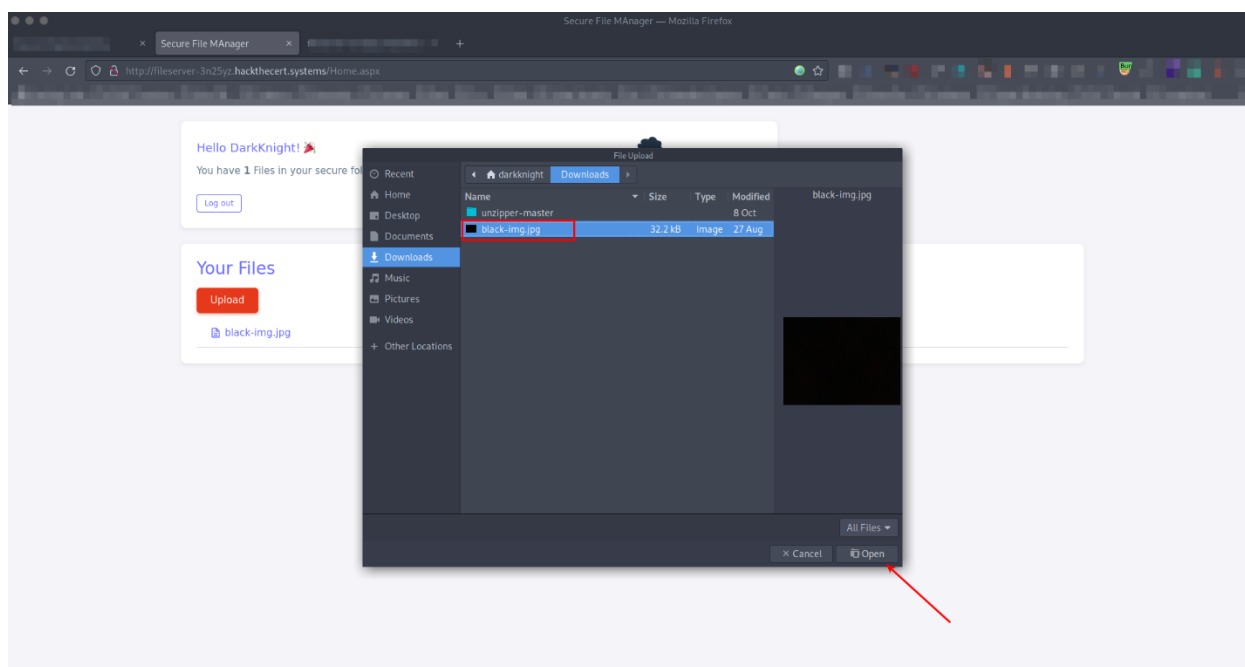 Secure File MAnager — Mozilla Firefox
Secure File MAnager
http://fileserver-3n25yz.hackthecert.systems/Home.aspx
Hello DarkKnight! 🎉
You have 1 Files in your secure fol
Log out
Your Files
Upload
black-img.jpg
File Upload
Recent
Home
Desktop
Documents
Downloads
Music
Pictures
Videos
+ Other Locations
darkknight Downloads
Name Size Type Modified
unzipper-master 8 Oct
black-img.jpg 32.2 kB Image 27 Aug
black-img.jpg
All Files
Cancel Open